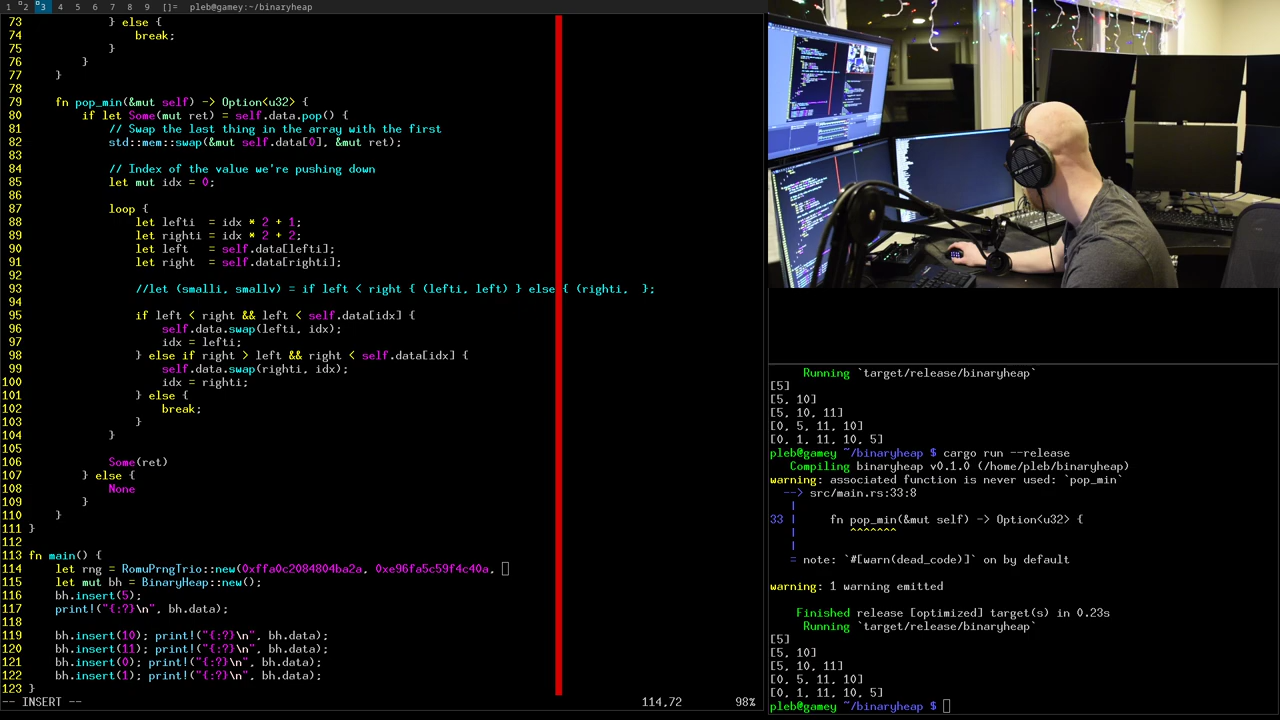 1 2 3 4 5 6 7 8 9 []= pleb@gamey:~/binaryheap
73 } else {
74 break;
75 }
76 }
77 }
78
79 fn pop_min(&mut self) -> Option<u32> {
80 if let Some(mut ret) = self.data.pop() {
81 // Swap the last thing in the array with the first
82 std::mem::swap(&mut self.data[0], &mut ret);
83
84 // Index of the value we're pushing down
85 let mut idx = 0;
86
87 loop {
88 let lefti  = idx * 2 + 1;
89 let righti = idx * 2 + 2;
90 let left   = self.data[lefti];
91 let right  = self.data[righti];
92
93 //let (smalli, smallv) = if left < right { (lefti, left) } else { (righti,  };
94
95 if left < right && left < self.data[idx] {
96 self.data.swap(lefti, idx);
97 idx = lefti;
98 } else if right > left && right < self.data[idx] {
99 self.data.swap(righti, idx);
100 idx = righti;
101 } else {
102 break;
103 }
104 }
105
106 Some(ret)
107 } else {
108 None
109 }
110 }
111 }
112
113 fn main() {
114 let rng = RomuPrngTrio::new(0xffa0c2084804ba2a, 0xe96fa5c59f4c40a,
115 let mut bh = BinaryHeap::new();
116 bh.insert(5);
117 print!("{:?}\n", bh.data);
118
119 bh.insert(10); print!("{:?}\n", bh.data);
120 bh.insert(11); print!("{:?}\n", bh.data);
121 bh.insert(0); print!("{:?}\n", bh.data);
122 bh.insert(1); print!("{:?}\n", bh.data);
123 }
-- INSERT -- 114,72 98%
Running `target/release/binaryheap`
[5]
[5, 10]
[5, 10, 11]
[0, 5, 11, 10]
[0, 1, 11, 10, 5]
pleb@gamey ~/binaryheap $ cargo run --release
Compiling binaryheap v0.1.0 (/home/pleb/binaryheap)
warning: associated function is never used: `pop_min`
--> src/main.rs:33:8
|
33 | fn pop_min(&mut self) -> Option<u32> {
| ^^^^^^^
|
= note: `#[warn(dead_code)]` on by default
warning: 1 warning emitted
Finished release [optimized] target(s) in 0.23s
Running `target/release/binaryheap`
[5]
[5, 10]
[5, 10, 11]
[0, 5, 11, 10]
[0, 1, 11, 10, 5]
pleb@gamey ~/binaryheap $